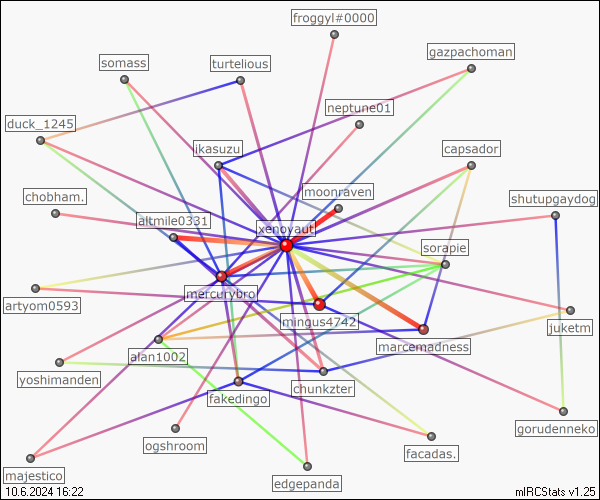 froggyl#0000
gazpachoman
somass
turtelious
neptune01
duck_1245
ikasuzu
capsador
moonraven
chobham.
shutupgaydog
altmile0331
xenoyaut
sorapie
mercurybro
artyom0593
mingus4742
juketm
marcemadness
alan1002
yoshimanden
chunkzter
fakedingo
gorudenneko
ogshroom
facadas.
majestico
edgepanda
10.6.2024 16:22
mIRCStats v1.25